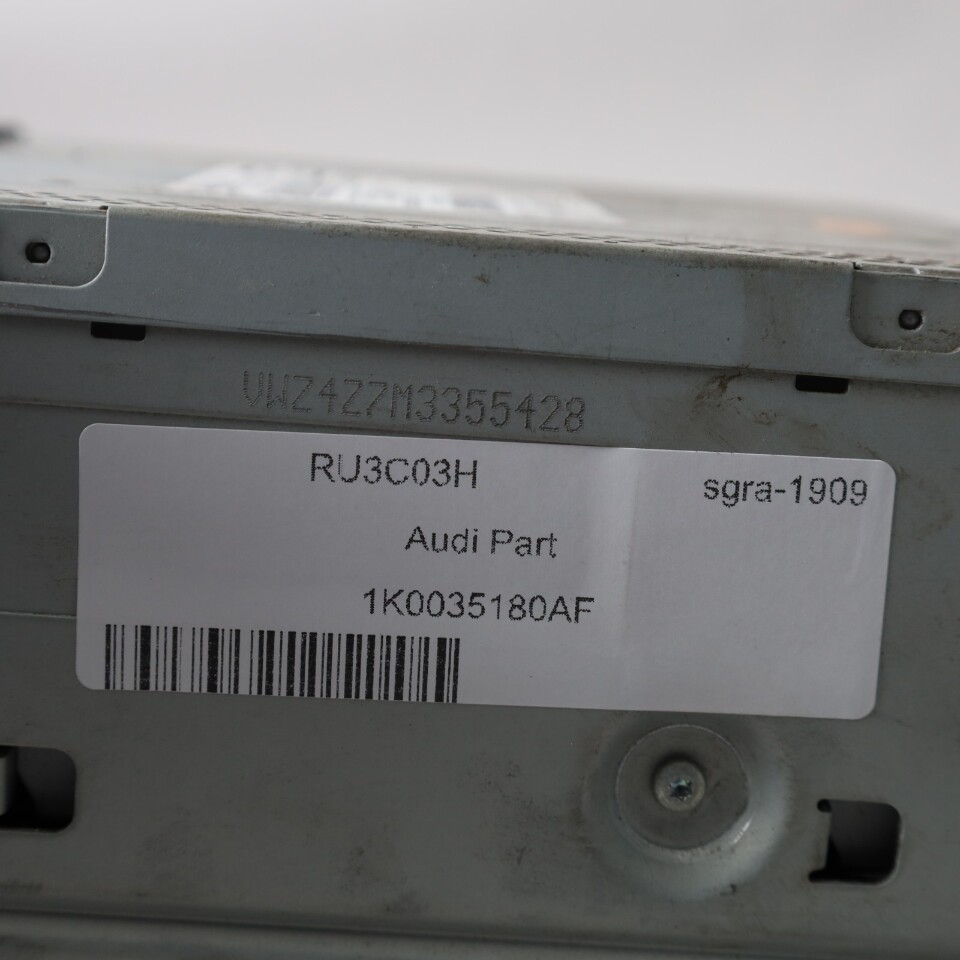 VWZ4Z7M3355428
RU3C03H
sgra-1909
Audi Part
1K0035180AF